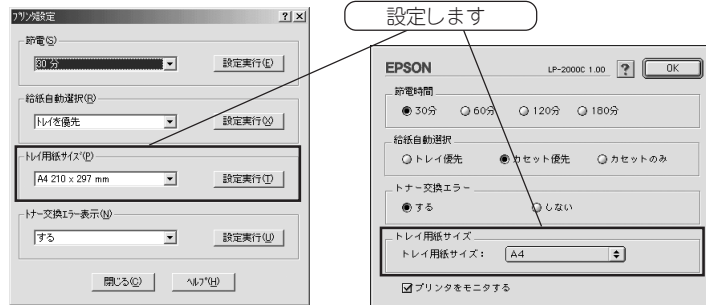 設定します
プリンタ設定
節電(S)
30 分
設定実行(E)
給紙自動選択(R)
トレイを優先
設定実行(X)
トレイ用紙サイズ(P)
A4 210 x 297 mm
設定実行(T)
トナー交換エラー表示(N)
する
設定実行(U)
閉じる(C)
ヘルプ(H)
EPSON
LP-2000C 1.00
?
OK
節電時間
30分 60分 120分 180分
給紙自動選択
トレイ優先 カセット優先 カセットのみ
トナー交換エラー
する しない
トレイ用紙サイズ
トレイ用紙サイズ： A4
プリンタをモニタする